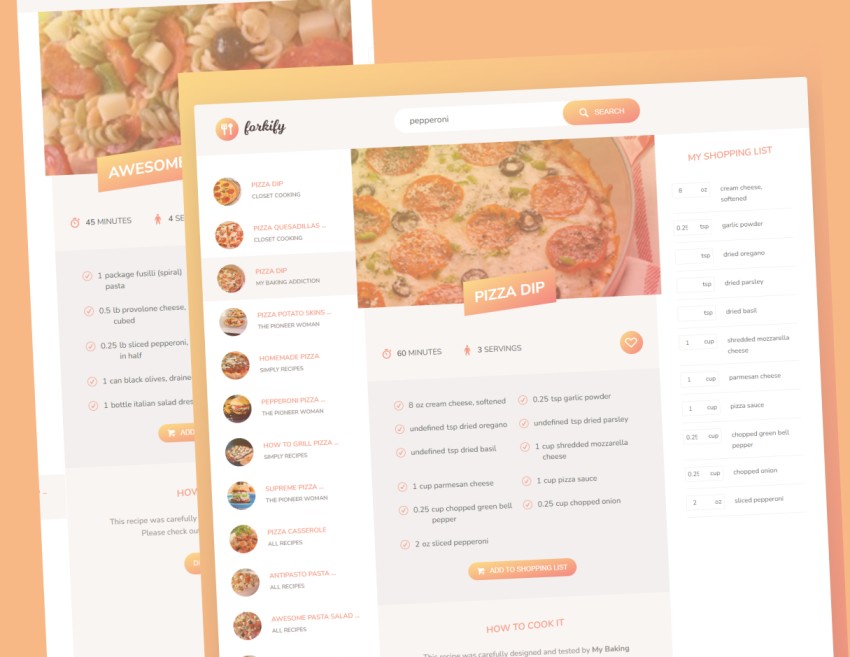 AWESOME
45 MINUTES
4 SE
1 package fusilli (spiral)
pasta
0.5 lb provolone cheese,
cubed
0.25 lb sliced pepperoni,
in half
1 can black olives, draine
1 bottle italian salad dres
ADD
HOW
This recipe was carefully
Please check ou
D
forkify
pepperoni
SEARCH
PIZZA DIP
CLOSET COOKING
PIZZA QUESADILLAS ...
CLOSET COOKING
PIZZA DIP
MY BAKING ADDICTION
PIZZA POTATO SKINS ...
THE PIONEER WOMAN
HOMEMADE PIZZA
SIMPLY RECIPES
PEPPERONI PIZZA ...
THE PIONEER WOMAN
HOW TO GRILL PIZZA ...
SIMPLY RECIPES
SUPREME PIZZA ...
THE PIONEER WOMAN
PIZZA CASSEROLE
ALL RECIPES
ANTIPASTO PASTA ...
ALL RECIPES
AWESOME PASTA SALAD ...
ALL RECIPES
PIZZA DIP
60 MINUTES
3 SERVINGS
8 oz cream cheese, softened
0.25 tsp garlic powder
undefined tsp dried oregano
undefined tsp dried parsley
undefined tsp dried basil
1 cup shredded mozzarella
cheese
1 cup parmesan cheese
1 cup pizza sauce
0.25 cup chopped green bell
pepper
0.25 cup chopped onion
2 oz sliced pepperoni
ADD TO SHOPPING LIST
HOW TO COOK IT
This recipe was carefully designed and tested by My Baking
MY SHOPPING LIST
8 oz cream cheese,
softened
0.25 tsp garlic powder
tsp dried oregano
tsp dried parsley
tsp dried basil
1 cup shredded mozzarella
cheese
1 cup parmesan cheese
1 cup pizza sauce
0.25 cup chopped green bell
pepper
0.25 cup chopped onion
2 oz sliced pepperoni